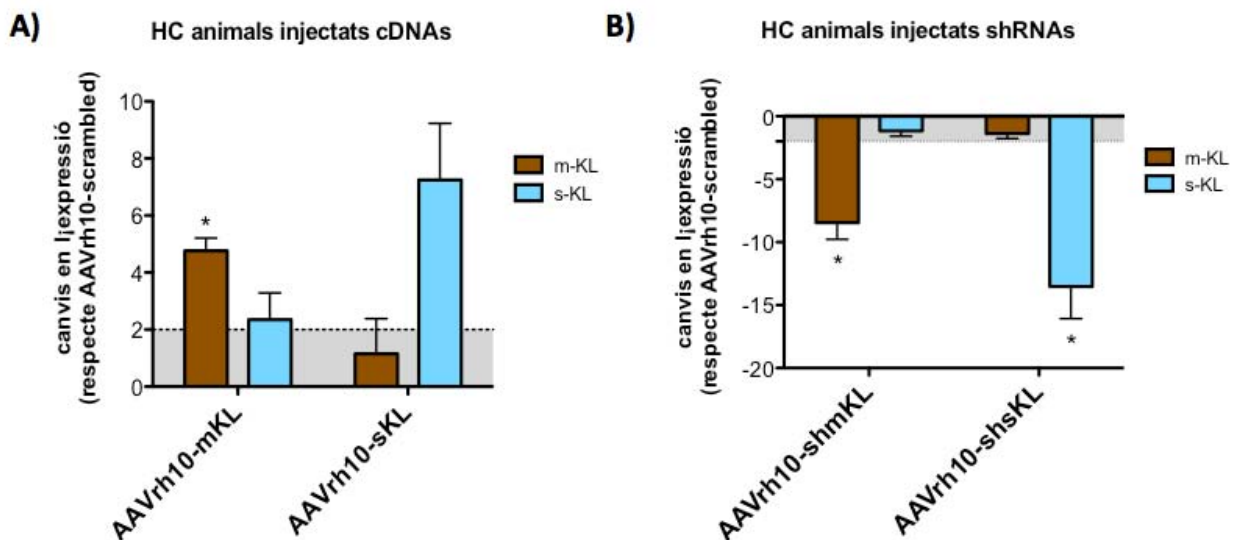 A)
HC animals injectats cDNAs
canvis en l¡expressió
(respecte AAVrh10-scrambled)
10
8
6
4
2
0
*
m-KL
s-KL
AAVrh10-mKL
AAVrh10-sKL
B)
HC animals injectats shRNAs
canvis en l¡expressió
(respecte AAVrh10-scrambled)
0
-5
-10
-15
-20
*
*
m-KL
s-KL
AAVrh10-shmKL
AAVrh10-shsKL